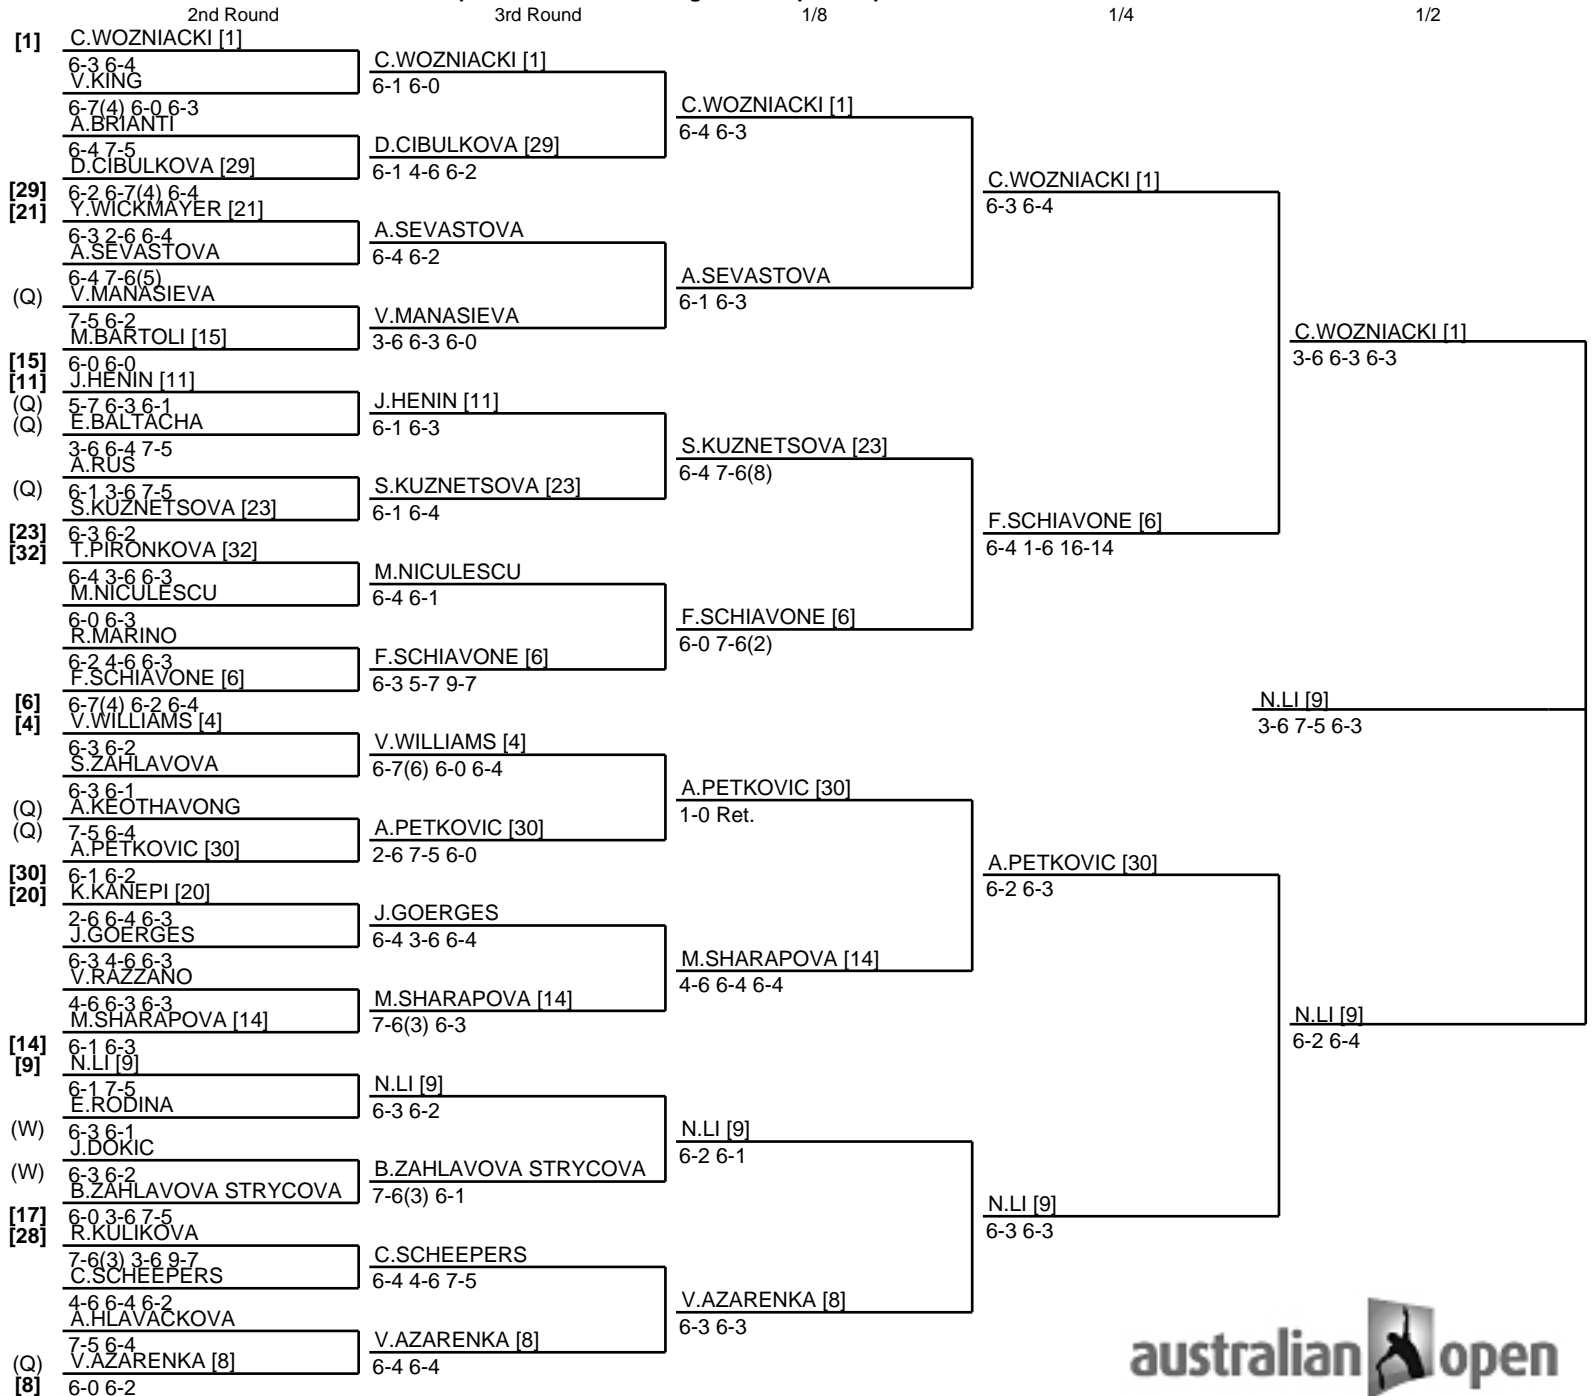 2nd Round 3rd Round 1/8 1/4 1/2
[1] C.WOZNIACKI [1]
6-3 6-4
V.KING
6-7(4) 6-0 6-3
A.BRIANTI
6-4 7-5
D.CIBULKOVA [29]
[29] 6-2 6-7(4) 6-4
[21] Y.WICKMAYER [21]
6-3 2-6 6-4
A.SEVASTOVA
6-4 7-6(5)
(Q) V.MANASIEVA
7-5 6-2
M.BARTOLI [15]
[15] 6-0 6-0
[11] J.HENIN [11]
(Q) 5-7 6-3 6-1
(Q) E.BALTACHA
3-6 6-4 7-5
A.RUS
(Q) 6-1 3-6 7-5
S.KUZNETSOVA [23]
[23] 6-3 6-2
[32] T.PIRONKOVA [32]
6-4 3-6 6-3
M.NICULESCU
6-0 6-3
R.MARINO
6-2 4-6 6-3
F.SCHIAVONE [6]
[6] 6-7(4) 6-2 6-4
[4] V.WILLIAMS [4]
6-3 6-2
S.ZAHLAVOVA
6-3 6-1
(Q) A.KEOTHAVONG
(Q) 7-5 6-4
A.PETKOVIC [30]
[30] 6-1 6-2
[20] K.KANEPI [20]
2-6 6-4 6-3
J.GOERGES
6-3 4-6 6-3
V.RAZZANO
4-6 6-3 6-3
M.SHARAPOVA [14]
[14] 6-1 6-3
[9] N.LI [9]
6-1 7-5
E.RODINA
(W) 6-3 6-1
J.DOKIC
(W) 6-3 6-2
B.ZAHLAVOVA STRYCOVA
[17] 6-0 3-6 7-5
[28] R.KULIKOVA
7-6(3) 3-6 9-7
C.SCHEEPERS
4-6 6-4 6-2
A.HLAVACKOVA
7-5 6-4
(Q) V.AZARENKA [8]
[8] 6-0 6-2
C.WOZNIACKI [1]
6-1 6-0
D.CIBULKOVA [29]
6-1 4-6 6-2
A.SEVASTOVA
6-4 6-2
V.MANASIEVA
3-6 6-3 6-0
J.HENIN [11]
6-1 6-3
S.KUZNETSOVA [23]
6-1 6-4
M.NICULESCU
6-4 6-1
F.SCHIAVONE [6]
6-3 5-7 9-7
V.WILLIAMS [4]
6-7(6) 6-0 6-4
A.PETKOVIC [30]
2-6 7-5 6-0
J.GOERGES
6-4 3-6 6-4
M.SHARAPOVA [14]
7-6(3) 6-3
N.LI [9]
6-3 6-2
B.ZAHLAVOVA STRYCOVA
7-6(3) 6-1
C.SCHEEPERS
6-4 4-6 7-5
V.AZARENKA [8]
6-4 6-4
C.WOZNIACKI [1]
6-4 6-3
A.SEVASTOVA
6-1 6-3
S.KUZNETSOVA [23]
6-4 7-6(8)
F.SCHIAVONE [6]
6-0 7-6(2)
A.PETKOVIC [30]
1-0 Ret.
M.SHARAPOVA [14]
4-6 6-4 6-4
N.LI [9]
6-2 6-1
V.AZARENKA [8]
6-3 6-3
C.WOZNIACKI [1]
6-3 6-4
F.SCHIAVONE [6]
6-4 1-6 16-14
A.PETKOVIC [30]
6-2 6-3
N.LI [9]
6-3 6-3
C.WOZNIACKI [1]
3-6 6-3 6-3
N.LI [9]
6-2 6-4
N.LI [9]
3-6 7-5 6-3
australian open